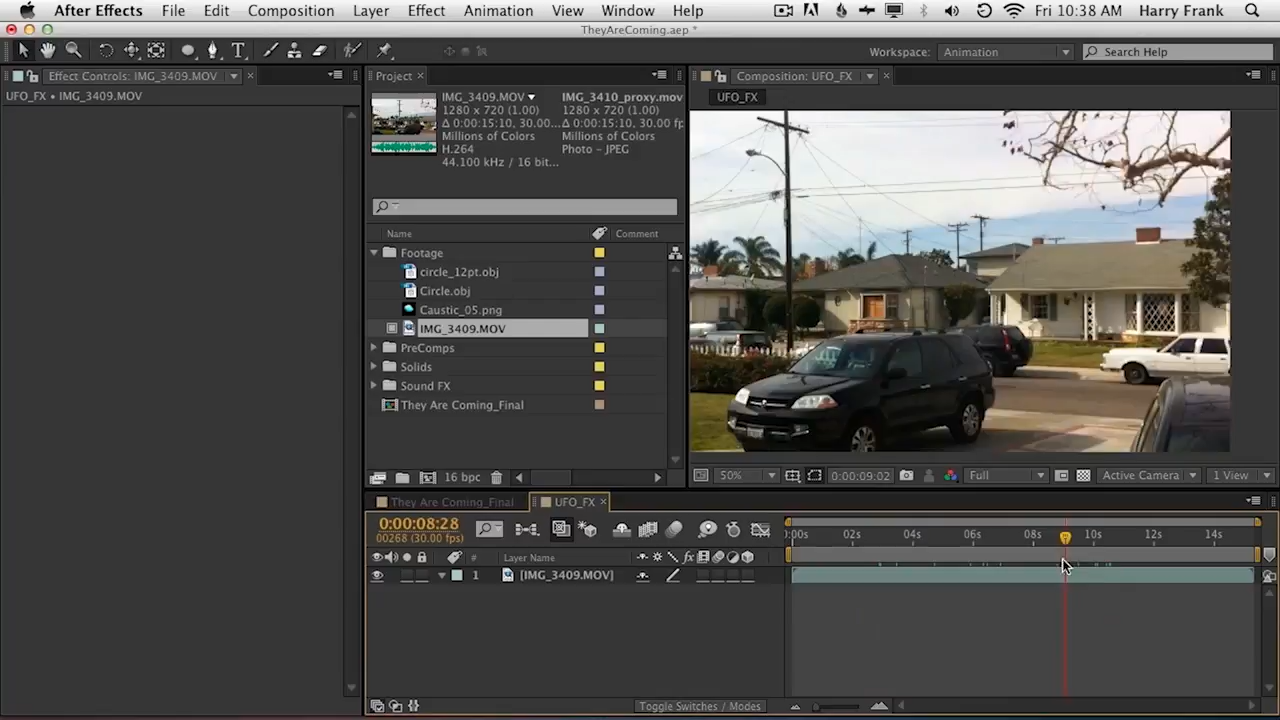 After Effects File Edit Composition Layer Effect Animation View Window Help Fri 10:38 AM Harry Frank
TheyAreComing.aep *
Workspace: Animation Search Help
Effect Controls: IMG_3409.MOV
UFO_FX • IMG_3409.MOV
Project
IMG_3409.MOV
1280 x 720 (1.00)
Δ 0:00:15:10, 30.00...
Millions of Colors
H.264
44.100 kHz / 16 bit...
IMG_3410_proxy.mov
1280 x 720 (1.00)
Δ 0:00:15:10, 30.00 fp
Millions of Colors
Photo – JPEG
Name Comment
Footage
circle_12pt.obj
Circle.obj
Caustic_05.png
IMG_3409.MOV
PreComps
Solids
Sound FX
They Are Coming_Final
16 bpc
Composition: UFO_FX
UFO_FX
50% 0:00:09:02 Full Active Camera 1 View
They Are Coming_Final UFO_FX
0:00:08:28
00268 (30.00 fps)
):00s 02s 04s 06s 08s 10s 12s 14s
# Layer Name
1 [IMG_3409.MOV]
Toggle Switches / Modes